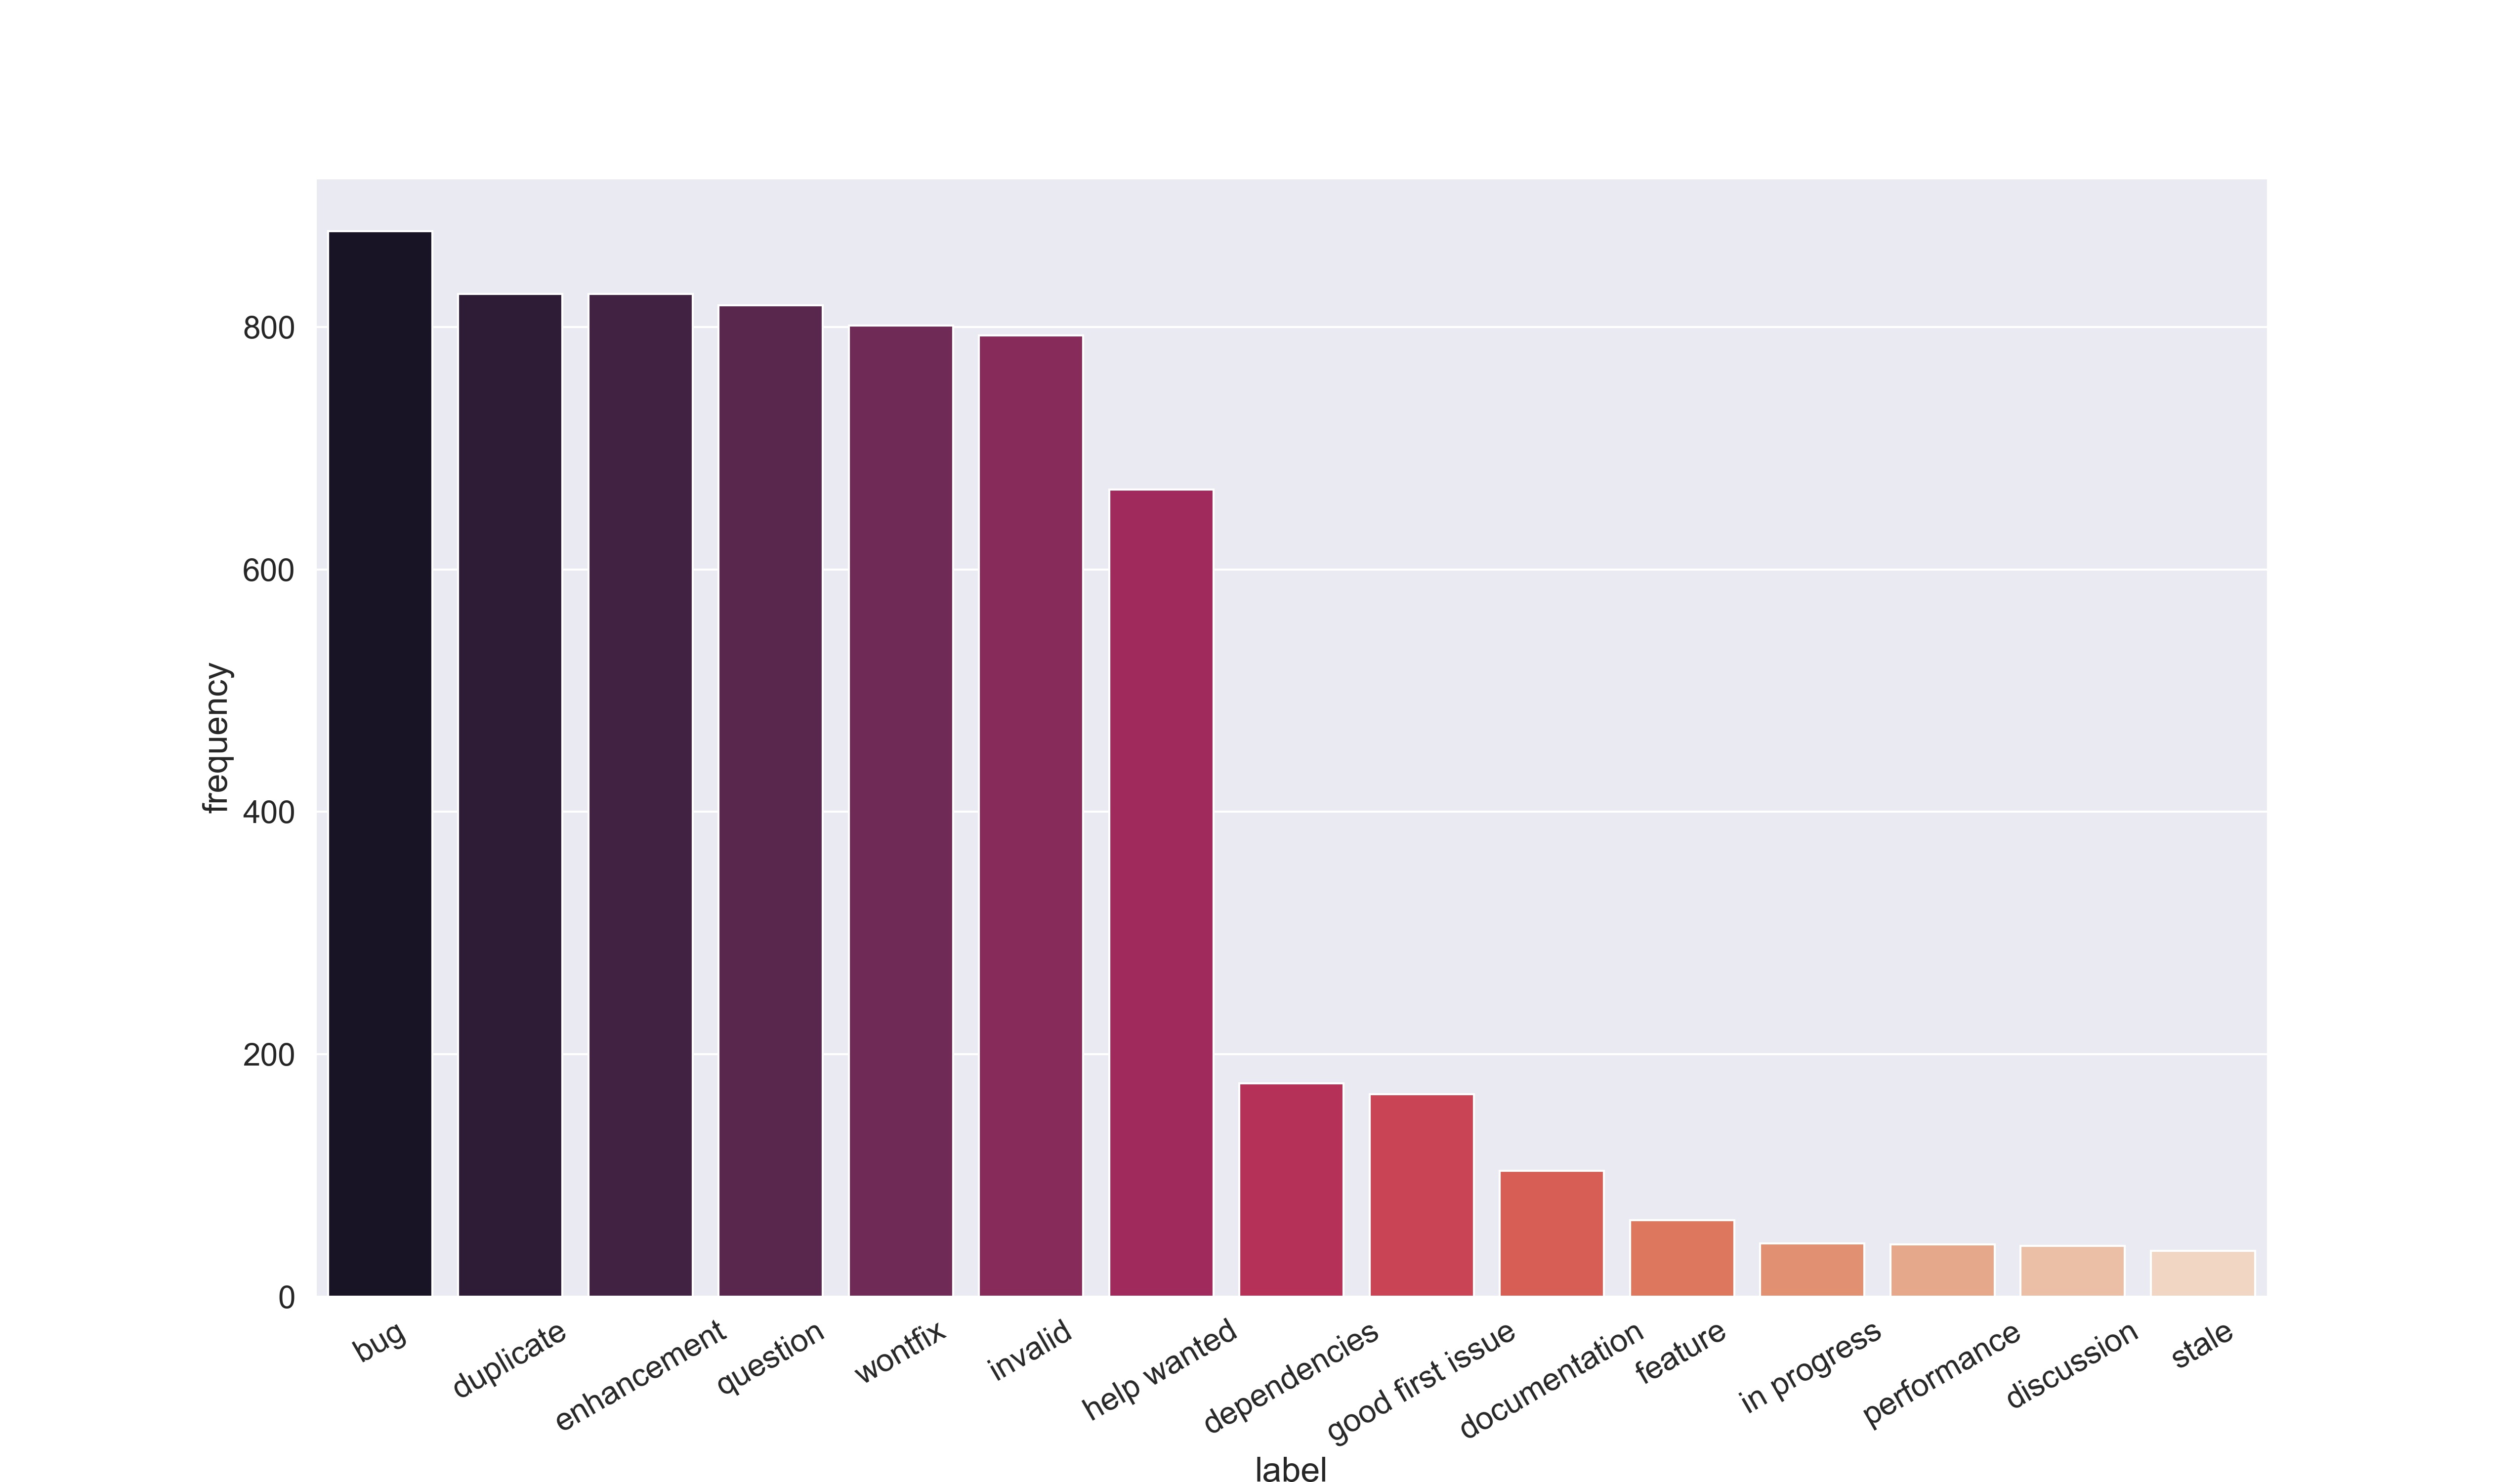 frequency
800
600
400
200
0
bug
duplicate
enhancement
question
wontfix
invalid
help wanted
dependencies
good first issue
documentation
feature
in progress
performance
discussion
stale
label